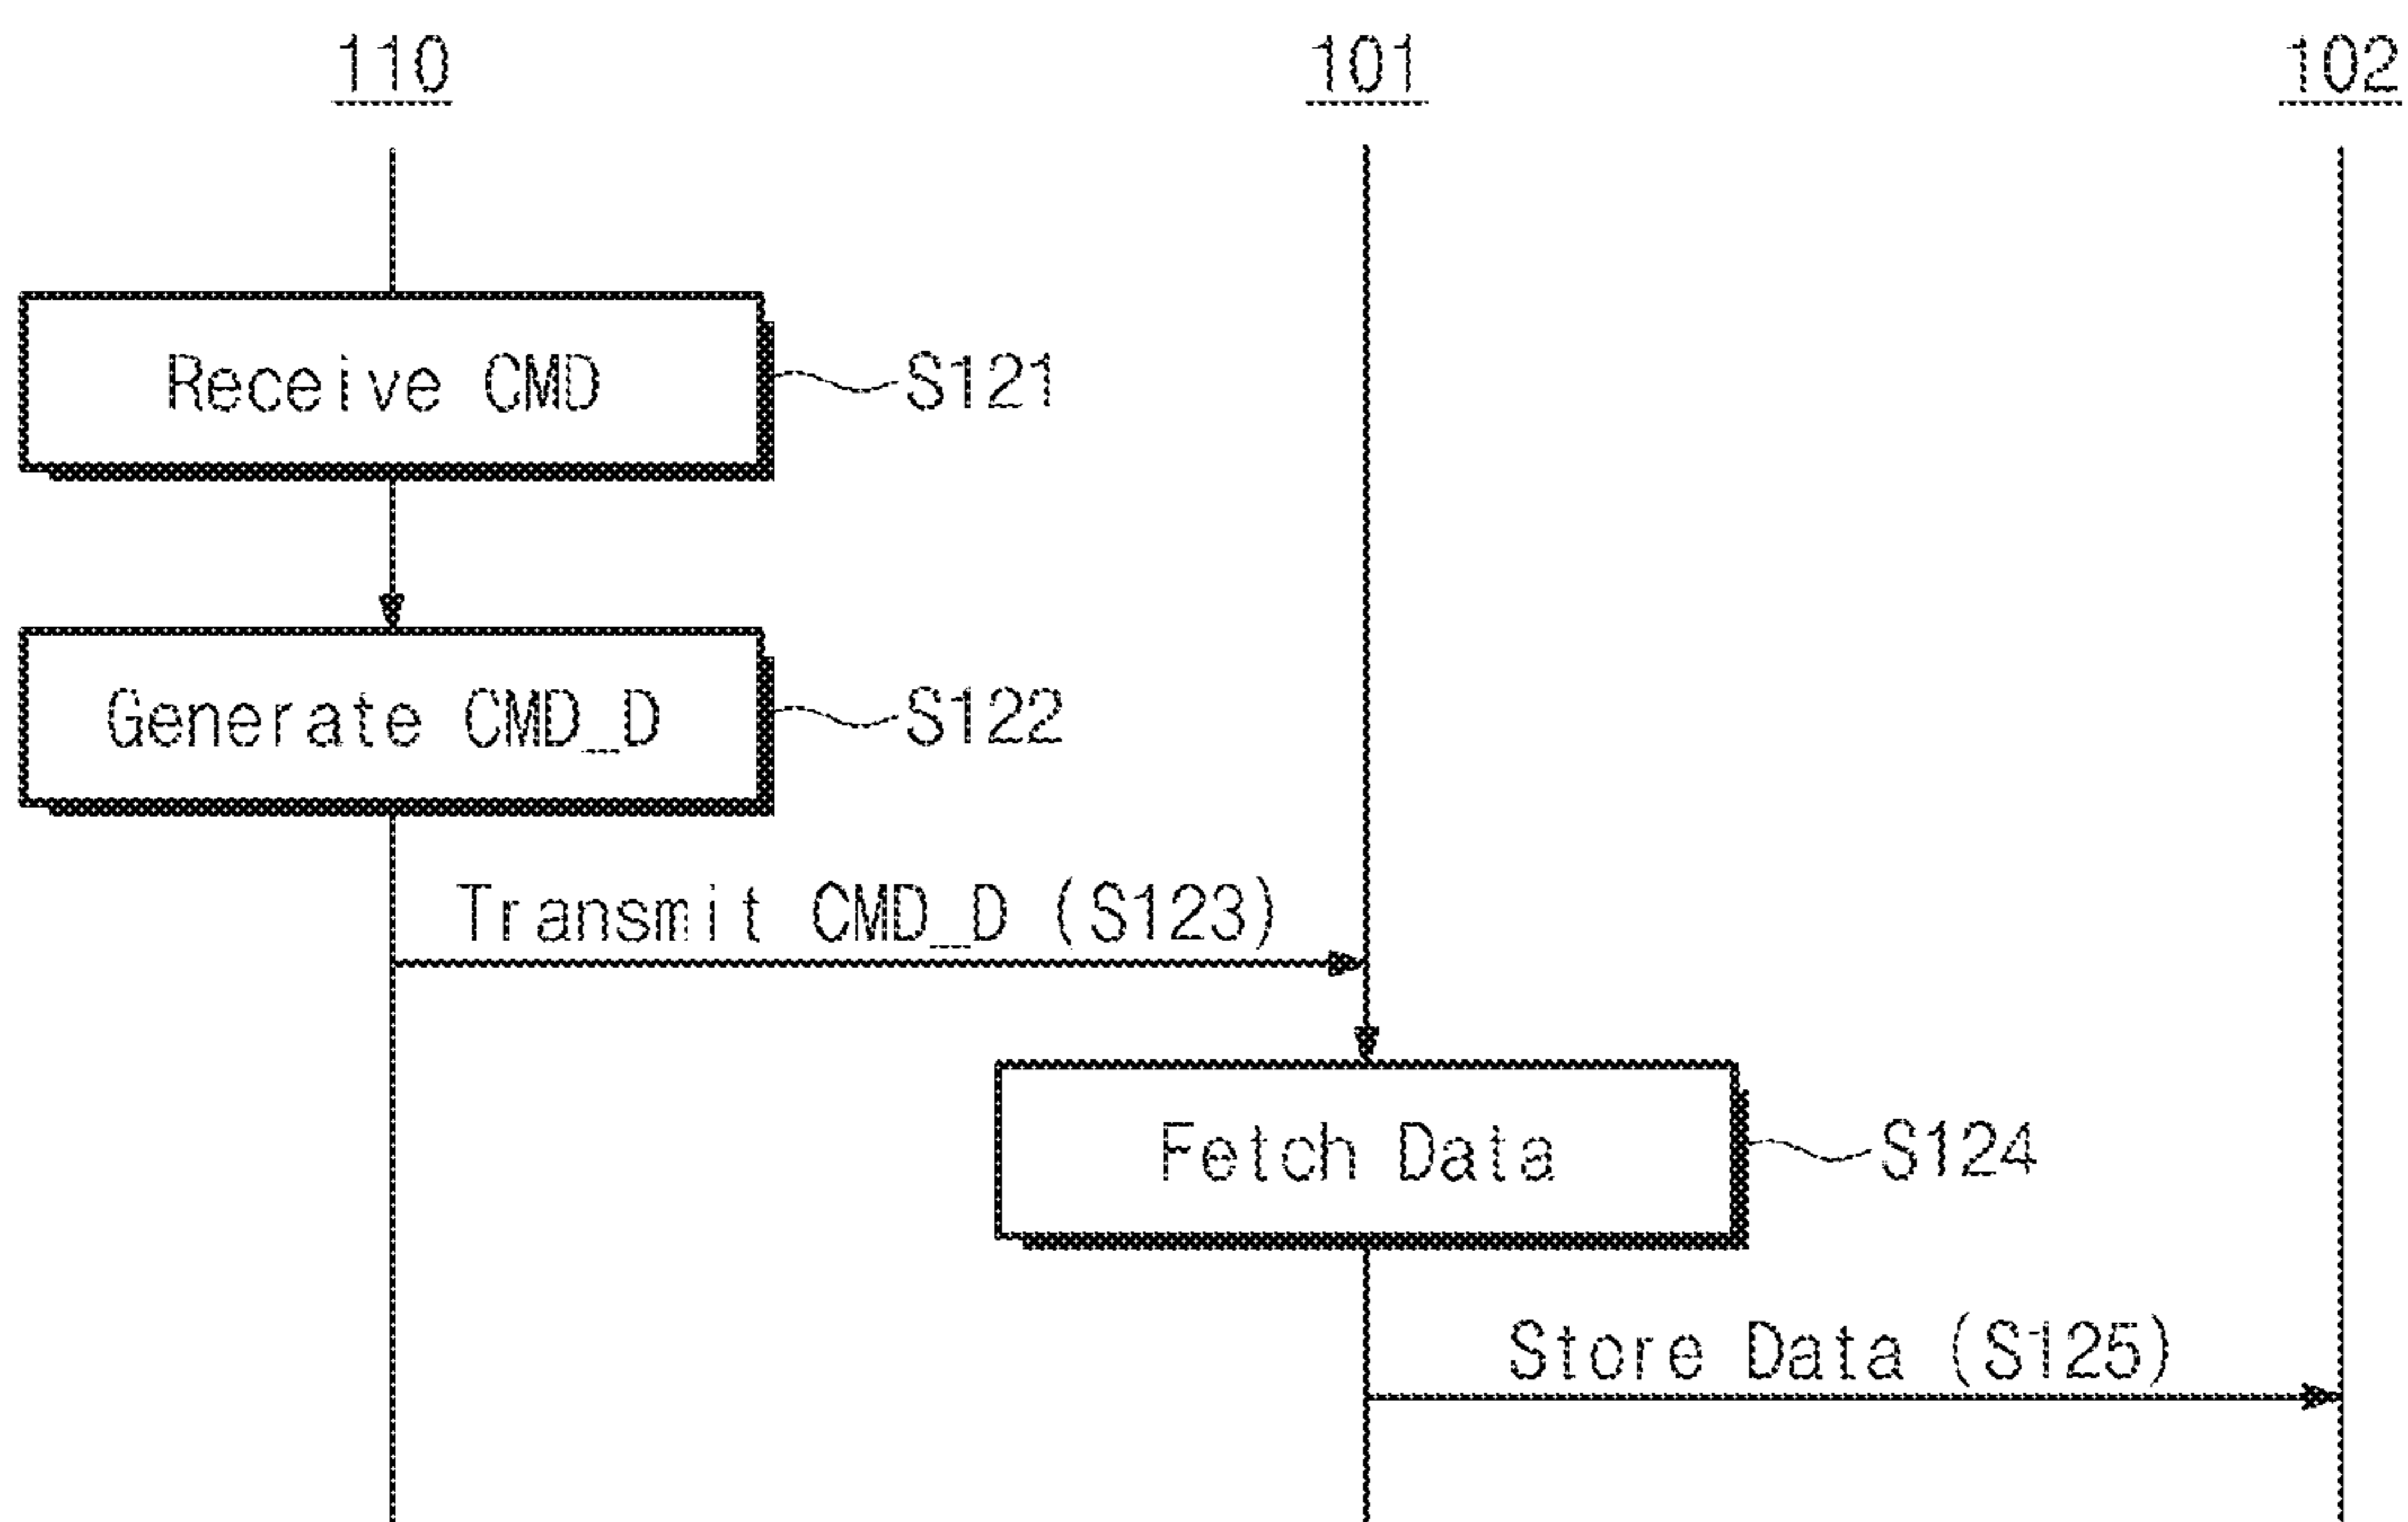 110 101 102
Receive CMD S121
Generate CMD_D S122
Transmit CMD_D (S123)
Fetch Data S124
Store Data (S125)